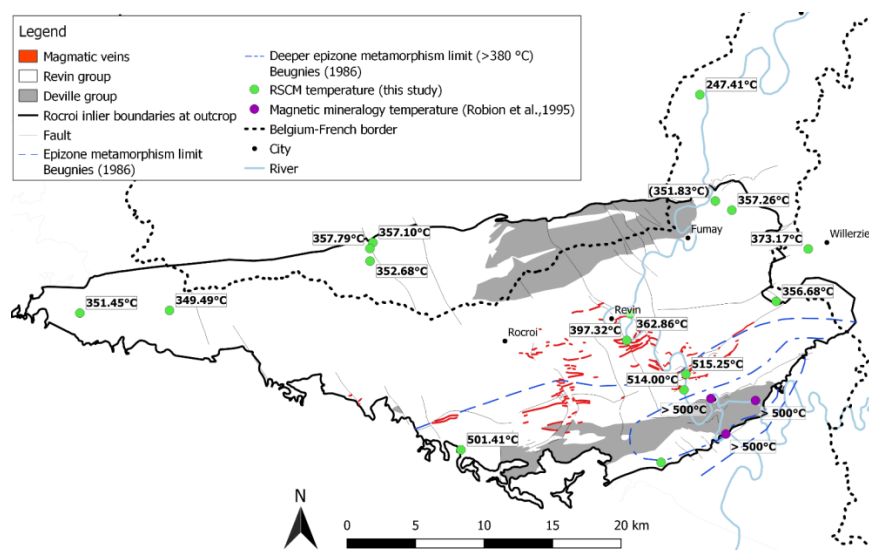 Legend
Magmatic veins
Revin group
Deville group
Rocroi inlier boundaries at outcrop
Fault
Epizone metamorphism limit
Beugnies (1986)
Deeper epizone metamorphism limit (>380 °C)
Beugnies (1986)
RSCM temperature (this study)
Magnetic mineralogy temperature (Robion et al.,1995)
Belgium-French border
City
River
247.41°C
(351.83°C)
357.26°C
357.10°C
357.79°C
Fumay
Willerzie
373.17°C
352.68°C
356.68°C
351.45°C
349.49°C
Revin
362.86°C
397.32°C
Rocroi
515.25°C
514.00°C
> 500°C
> 500°C
501.41°C
> 500°C
N
0 5 10 15 20 km